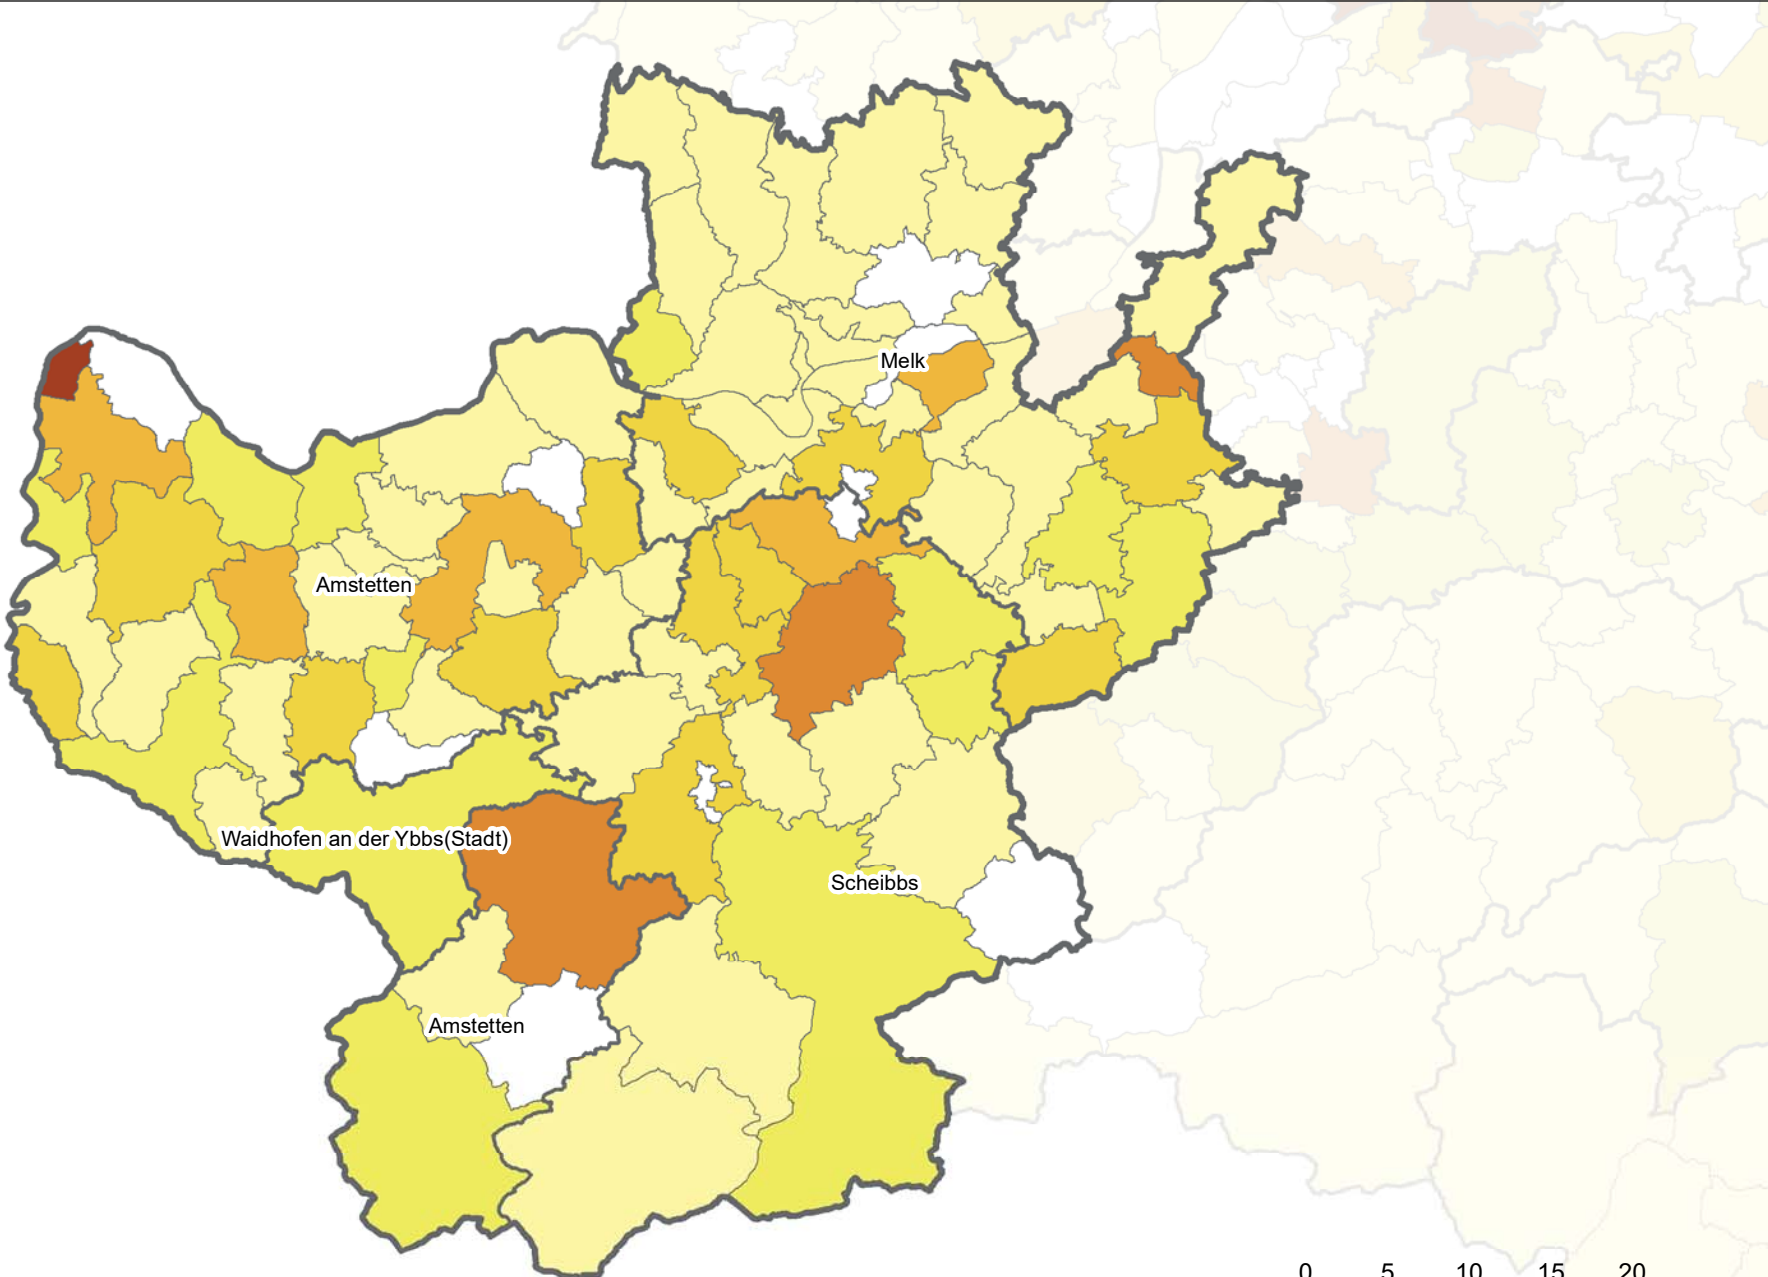 Melk
Amstetten
Waidhofen an der Ybbs(Stadt)
Scheibbs
Amstetten
0 5 10 15 20